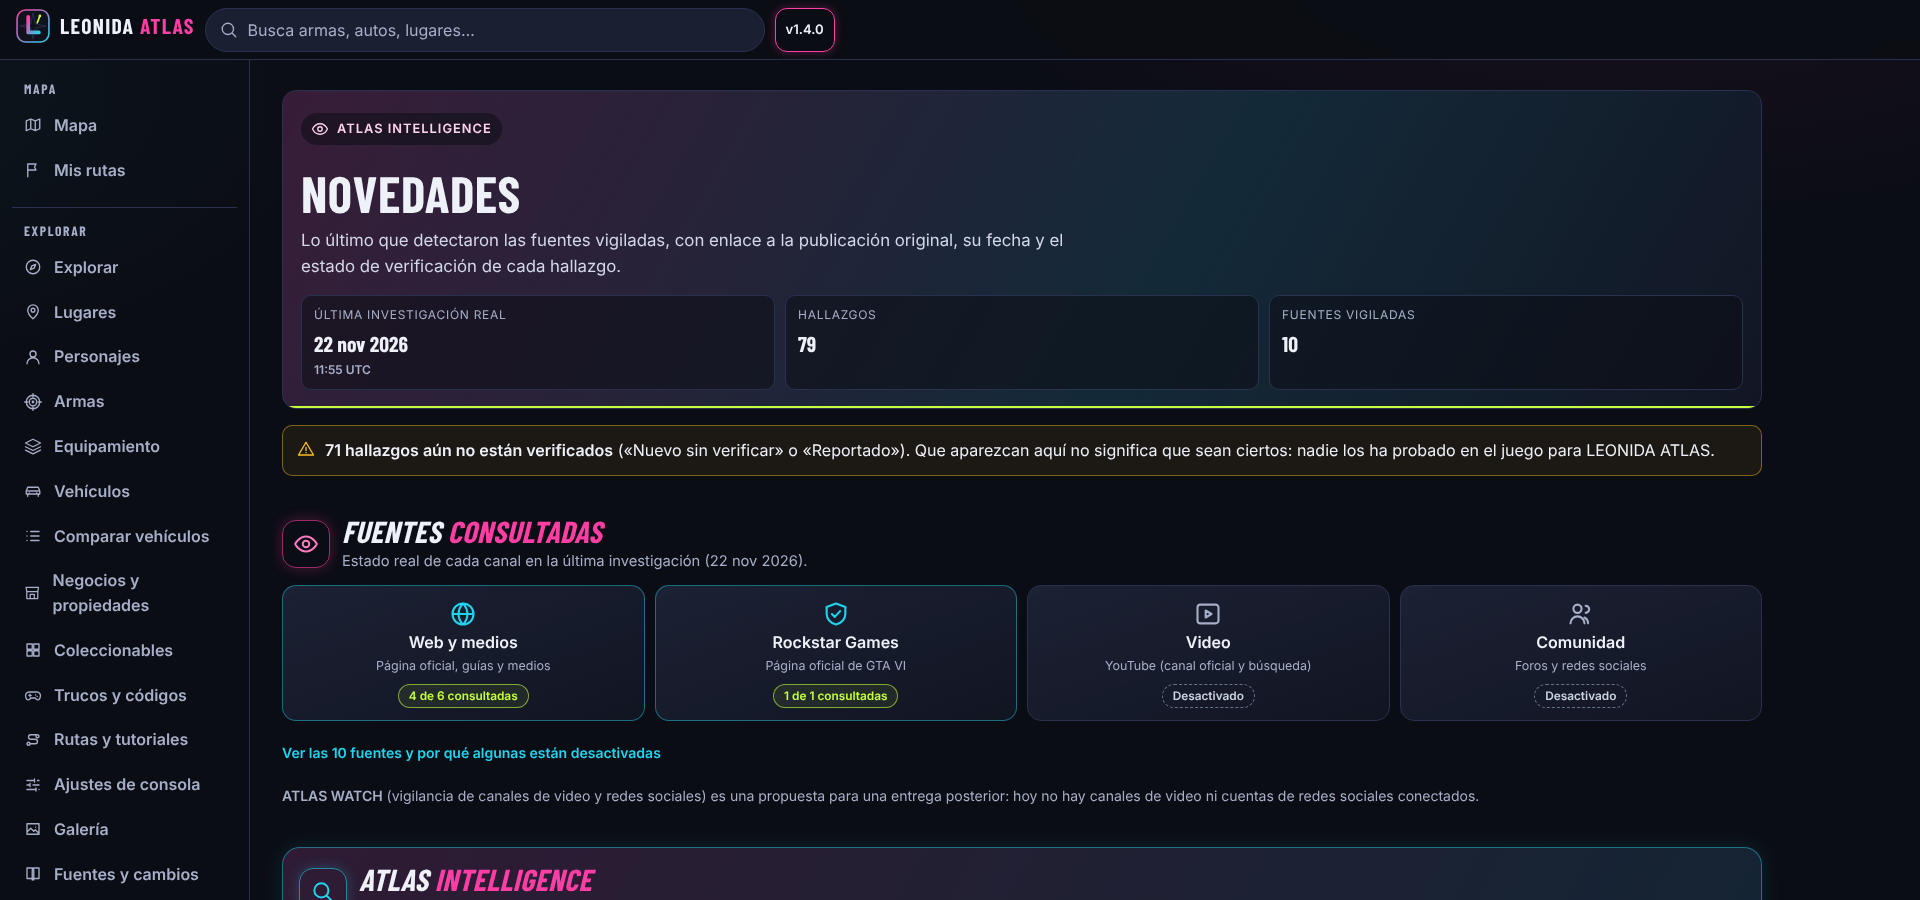 LEONIDA ATLAS
Busca armas, autos, lugares...
v1.4.0
MAPA
Mapa
Mis rutas
EXPLORAR
Explorar
Lugares
Personajes
Armas
Equipamiento
Vehículos
Comparar vehículos
Negocios y
propiedades
Coleccionables
Trucos y códigos
Rutas y tutoriales
Ajustes de consola
Galería
Fuentes y cambios
ATLAS INTELLIGENCE
NOVEDADES
Lo último que detectaron las fuentes vigiladas, con enlace a la publicación original, su fecha y el
estado de verificación de cada hallazgo.
ÚLTIMA INVESTIGACIÓN REAL
22 nov 2026
11:55 UTC
HALLAZGOS
79
FUENTES VIGILADAS
10
71 hallazgos aún no están verificados («Nuevo sin verificar» o «Reportado»). Que aparezcan aquí no significa que sean ciertos: nadie los ha probado en el juego para LEONIDA ATLAS.
FUENTES CONSULTADAS
Estado real de cada canal en la última investigación (22 nov 2026).
Web y medios
Página oficial, guías y medios
4 de 6 consultadas
Rockstar Games
Página oficial de GTA VI
1 de 1 consultadas
Video
YouTube (canal oficial y búsqueda)
Desactivado
Comunidad
Foros y redes sociales
Desactivado
Ver las 10 fuentes y por qué algunas están desactivadas
ATLAS WATCH (vigilancia de canales de video y redes sociales) es una propuesta para una entrega posterior: hoy no hay canales de video ni cuentas de redes sociales conectados.
ATLAS INTELLIGENCE